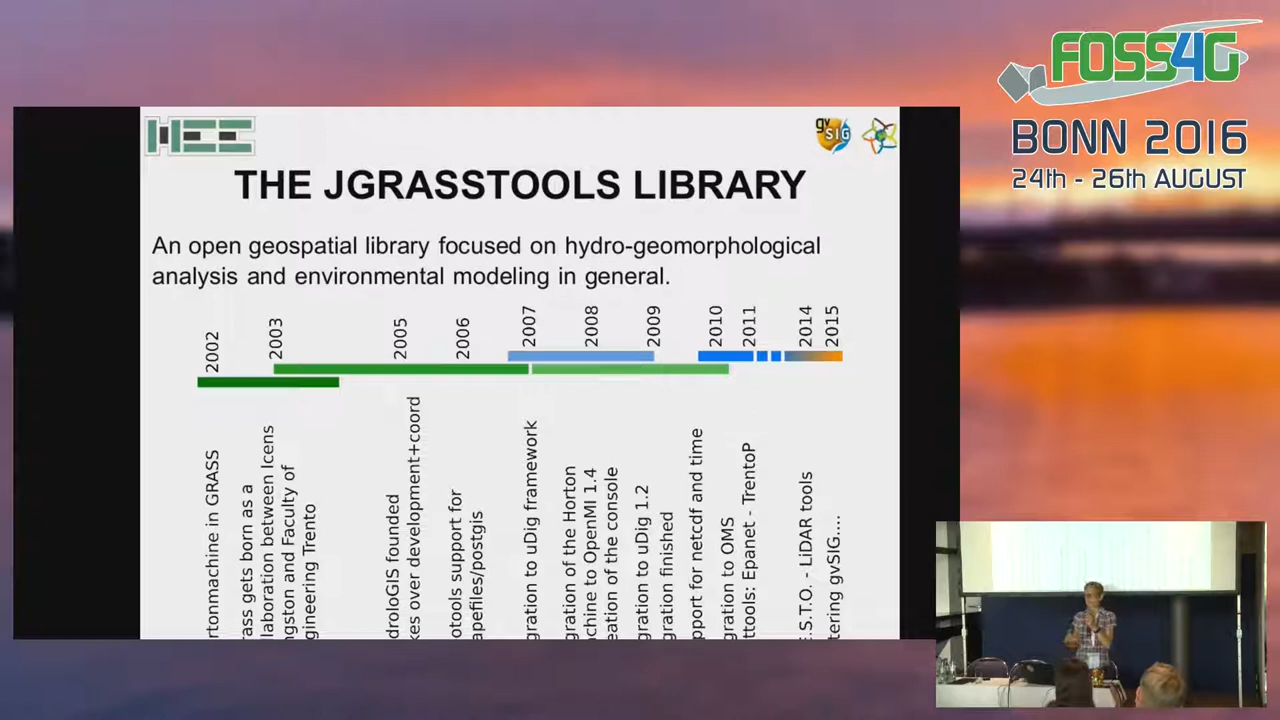 FOSS4G
BONN 2016
24th - 26th AUGUST
gv
SIG
THE JGRASSTOOLS LIBRARY
An open geospatial library focused on hydro-geomorphological
analysis and environmental modeling in general.
2002
2003
2005
2006
2007
2008
2009
2010
2011
2014
2015
rtonmachine in GRASS
rass gets born as a
laboration between Icens
ngston and Faculty of
gineering Trento
droloGIS founded
kes over development+coord
otools support for
apefiles/postgis
gration to uDig framework
gration of the Horton
chine to OpenMI 1.4
eation of the console
gration to uDig 1.2
gration finished
pport for netcdf and time
gration to OMS
ttools: Epanet - TrentoP
.S.T.O. - LiDAR tools
tering gvSIG....